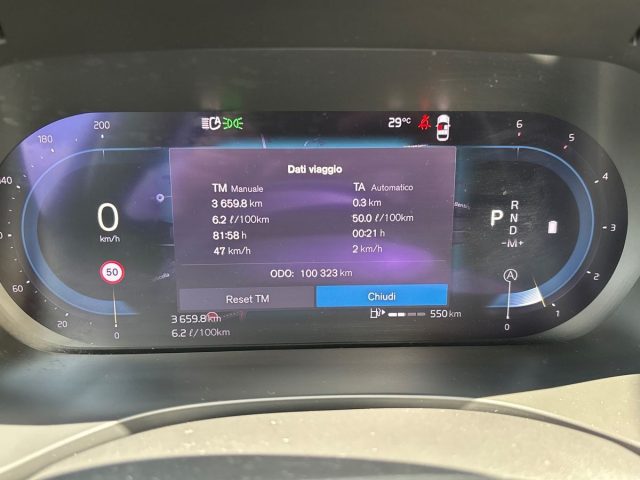 29°C
180
200
6
5
140
4
3
2
1
0
60
20
0
0
km/h
50
P
R
N
D
-M+
A
Dati viaggio
TM Manuale TA Automatico
3 659.8 km 0.3 km
6.2 ℓ/100km 50.0 ℓ/100km
81:58 h 00:21 h
47 km/h 2 km/h
ODO: 100 323 km
Reset TM Chiudi
3 659.8 km
6.2 ℓ/100km
550 km